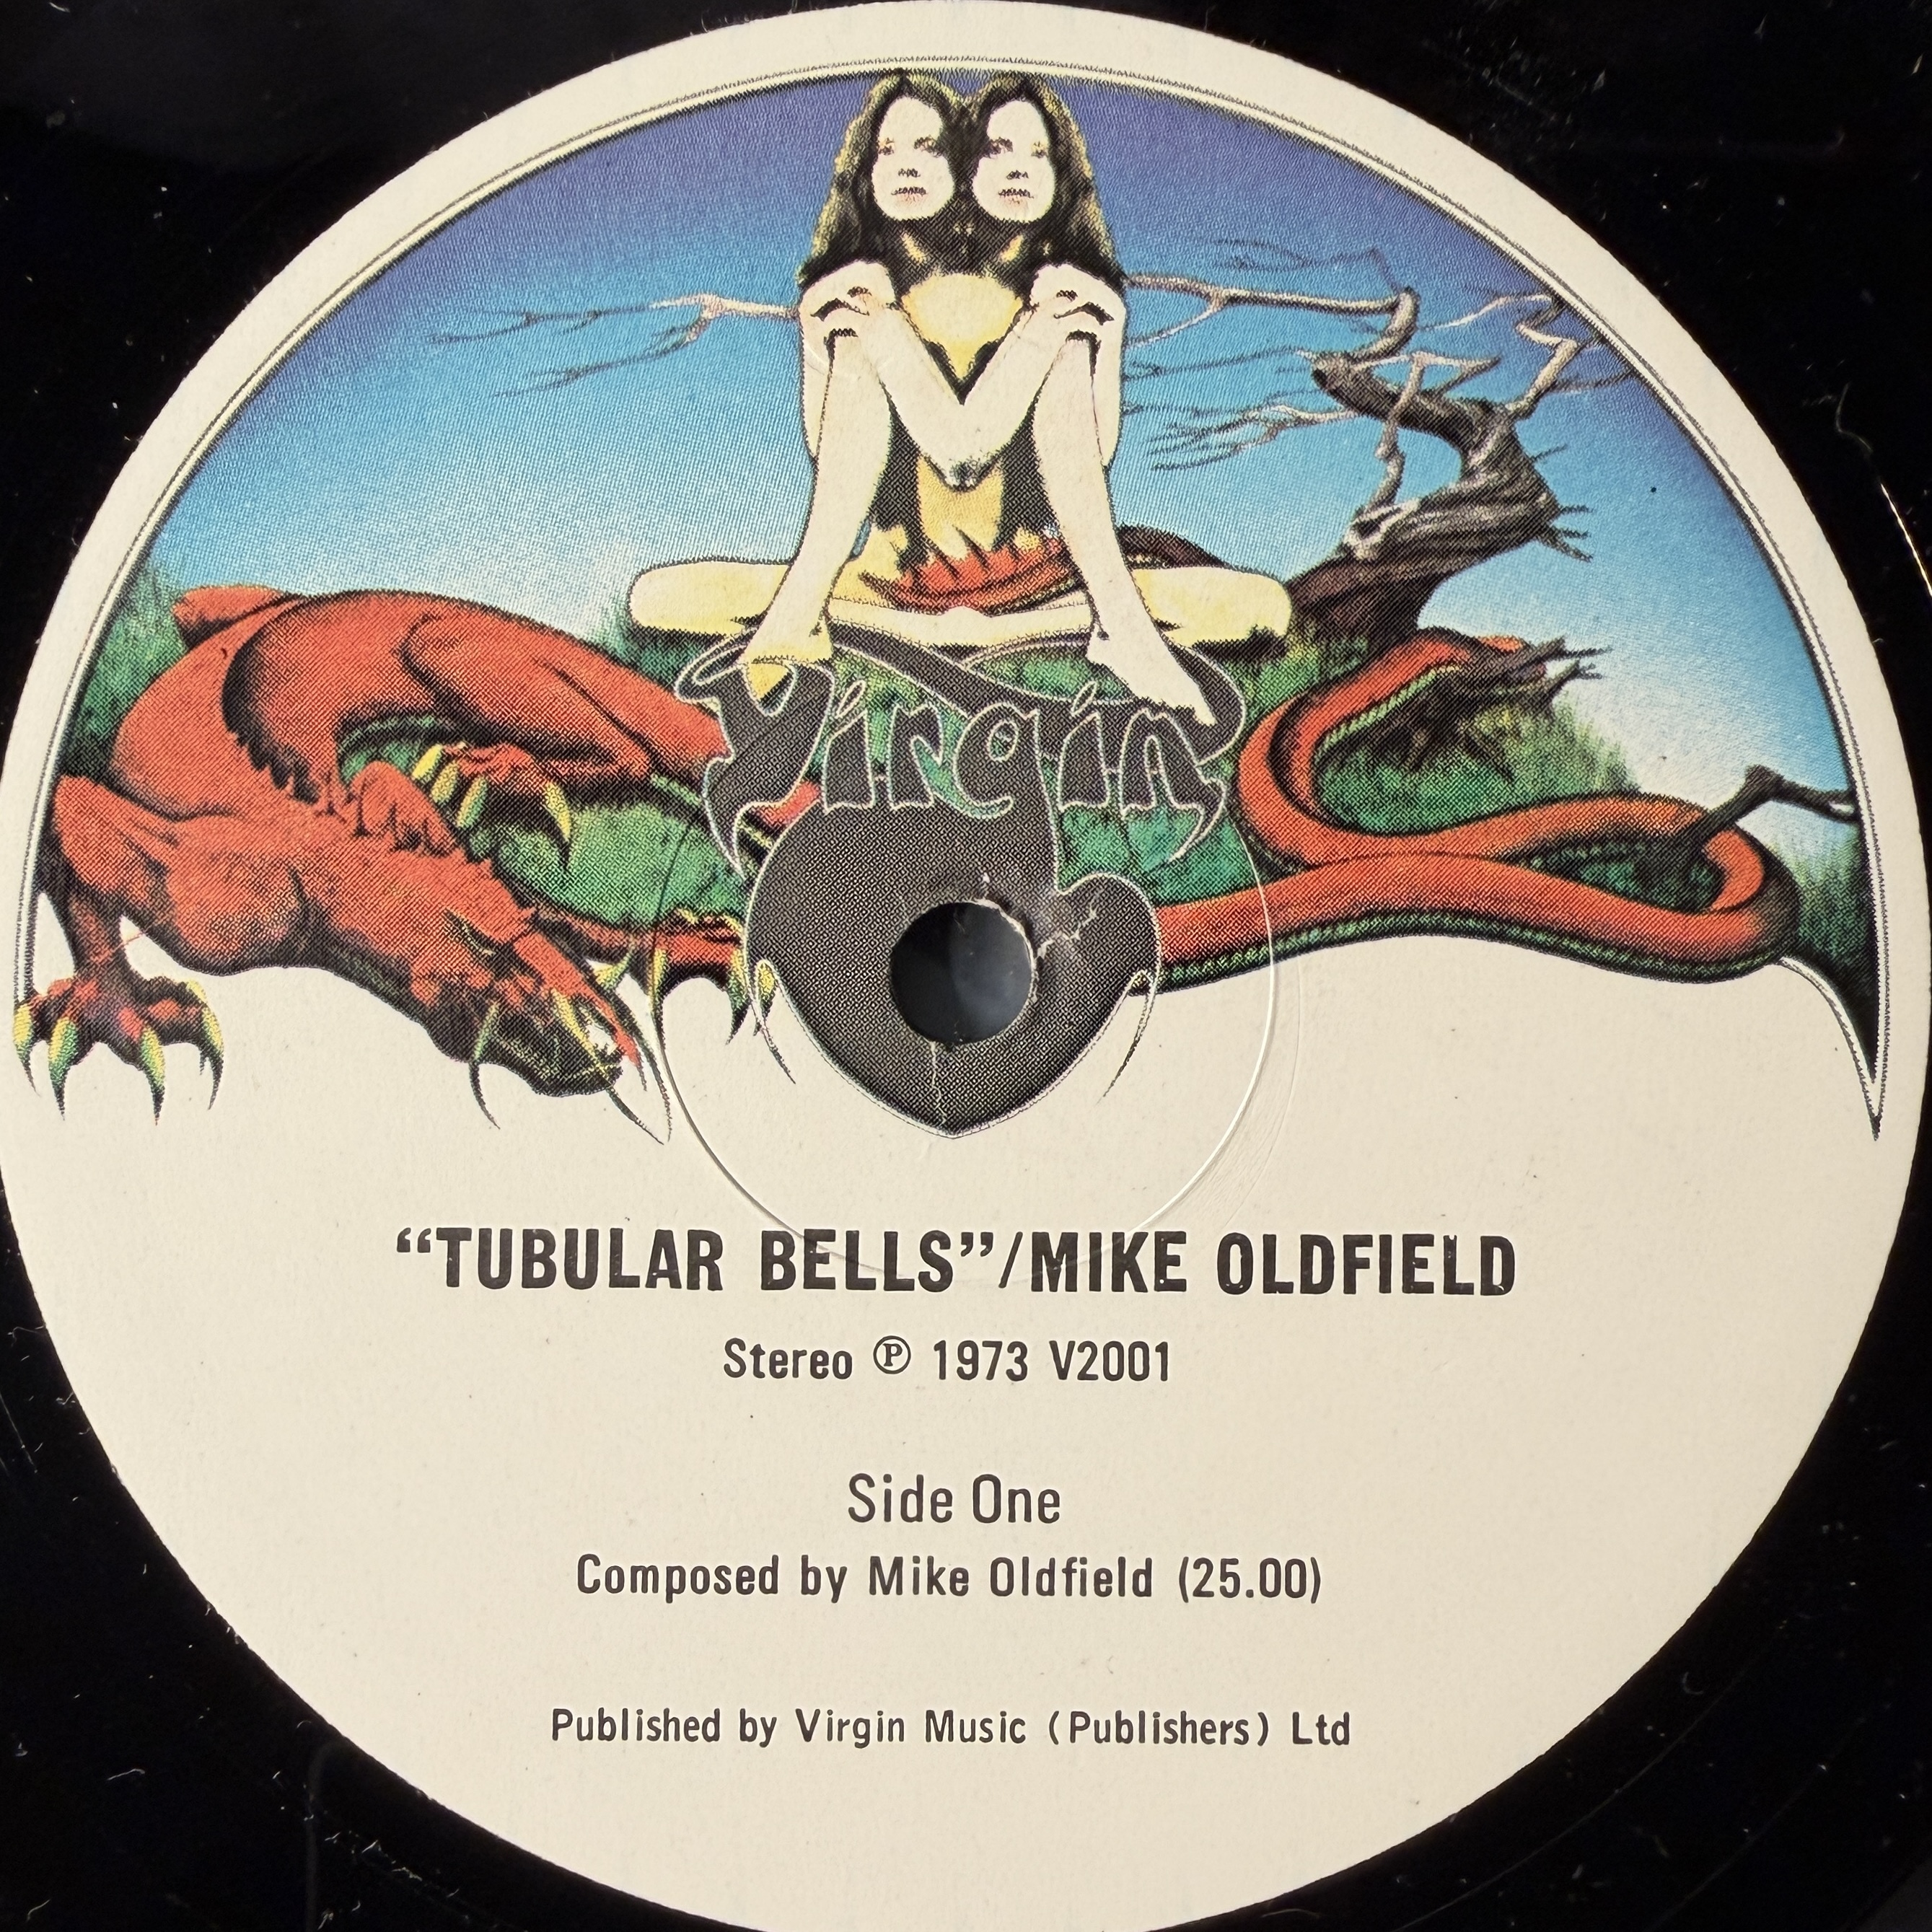 Virgin
“TUBULAR BELLS”/MIKE OLDFIELD
Stereo ℗ 1973 V2001
Side One
Composed by Mike Oldfield (25.00)
Published by Virgin Music (Publishers) Ltd